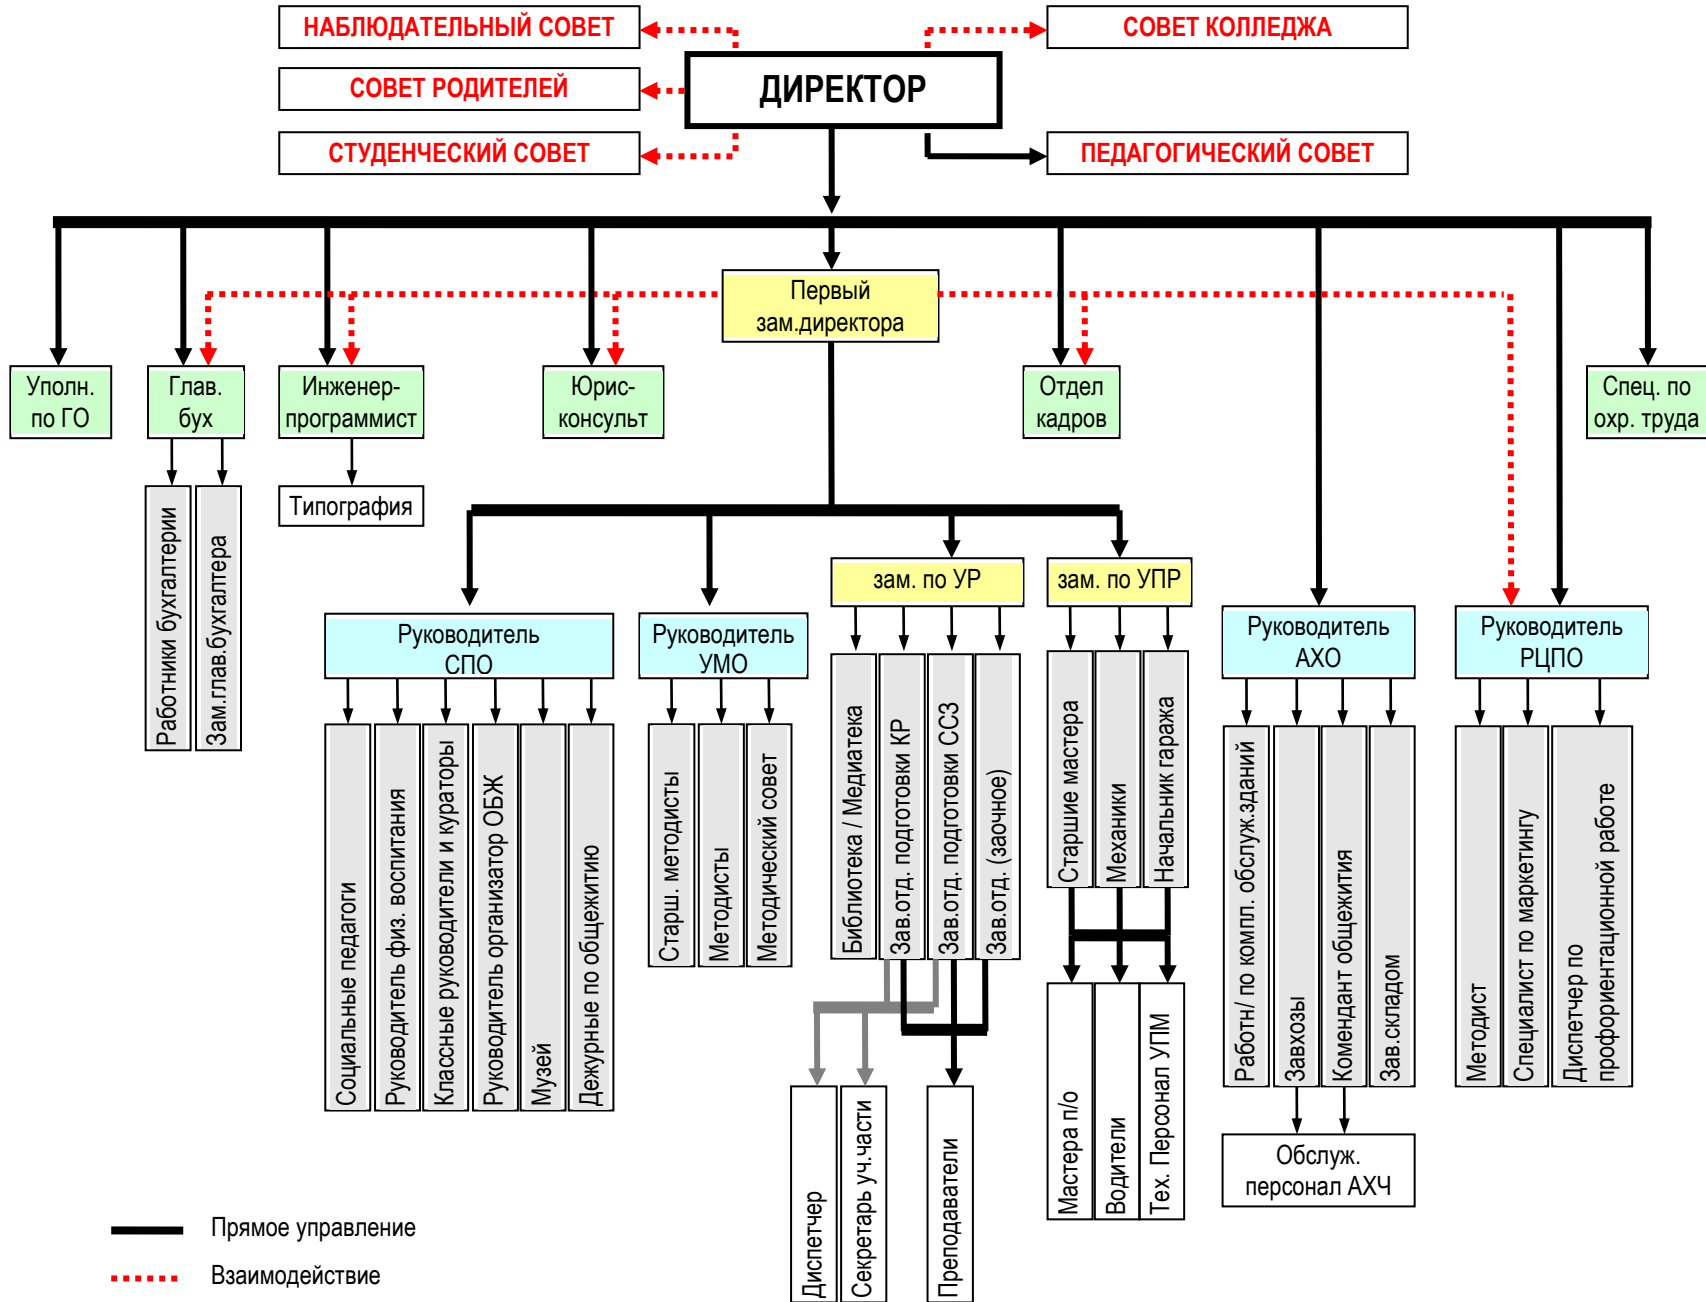 НАБЛЮДАТЕЛЬНЫЙ СОВЕТ
СОВЕТ КОЛЛЕДЖА
СОВЕТ РОДИТЕЛЕЙ
ДИРЕКТОР
СТУДЕНЧЕСКИЙ СОВЕТ
ПЕДАГОГИЧЕСКИЙ СОВЕТ
Первый
зам.директора
Уполн.
по ГО
Глав.
бух
Инженер-
программист
Юрис-
консульт
Отдел
кадров
Спец. по
охр. труда
Работники бухгалтерии
Зам.глав.бухгалтера
Типография
зам. по УР
зам. по УПР
Руководитель
СПО
Руководитель
УМО
Руководитель
АХО
Руководитель
РЦПО
Социальные педагоги
Руководитель физ. воспитания
Классные руководители и кураторы
Руководитель организатор ОБЖ
Музей
Дежурные по общежитию
Старш. методисты
Методисты
Методический совет
Библиотека / Медиатека
Зав.отд. подготовки КР
Зав.отд. подготовки ССЗ
Зав.отд. (заочное)
Старшие мастера
Механики
Начальник гаража
Работн/ по компл. обслуж.зданий
Завхозы
Комендант общежития
Зав.складом
Методист
Специалист по маркетингу
Диспетчер по
профориентационной работе
Диспетчер
Секретарь уч.части
Преподаватели
Мастера п/о
Водители
Тех. Персонал УПМ
Обслуж.
персонал АХЧ
Прямое управление
Взаимодействие